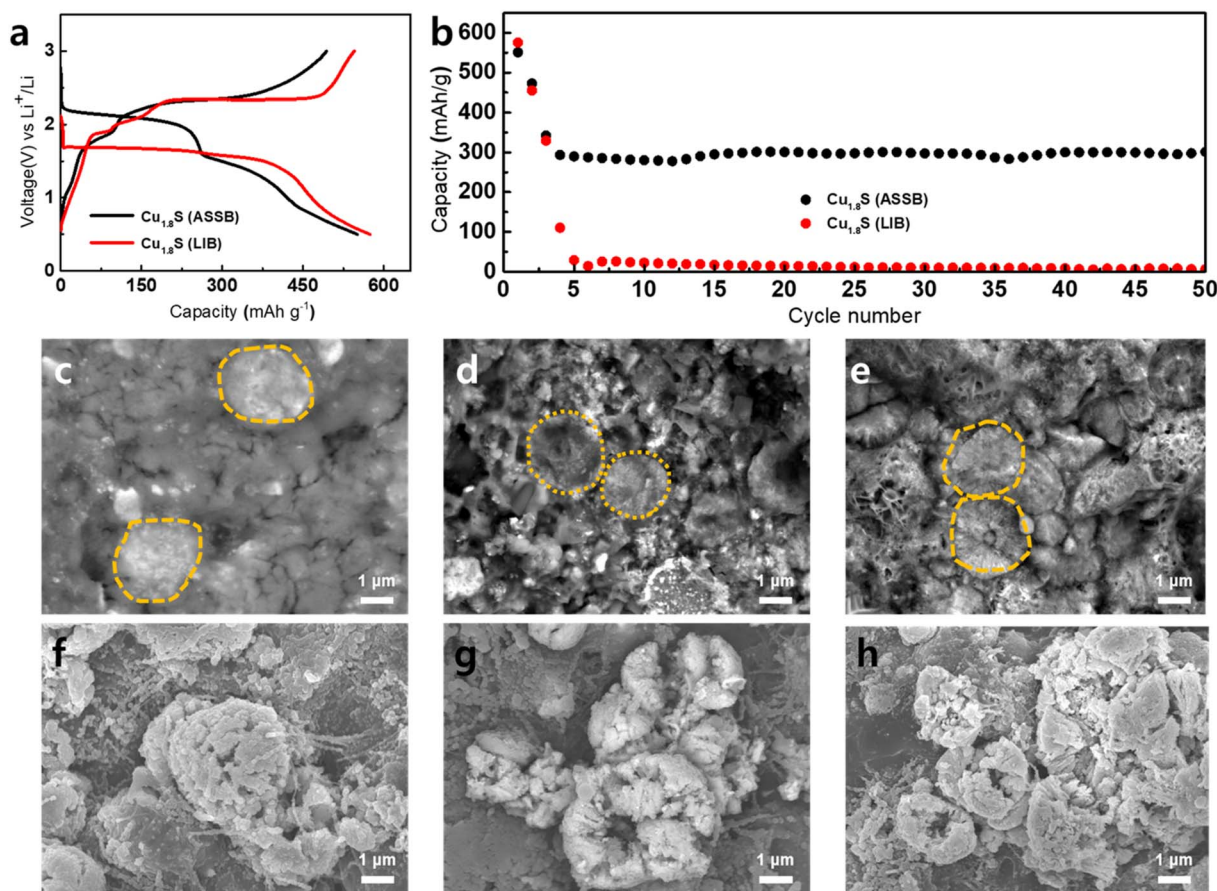 a
Voltage(V) vs Li⁺/Li
3
2
1
0
0 150 300 450 600
Capacity (mAh g⁻¹)
Cu₁.₈S (ASSB)
Cu₁.₈S (LIB)
b
Capacity (mAh/g)
600
500
400
300
200
100
0
0 5 10 15 20 25 30 35 40 45 50
Cycle number
Cu₁.₈S (ASSB)
Cu₁.₈S (LIB)
c
1 µm
d
1 µm
e
1 µm
f
1 µm
g
1 µm
h
1 µm